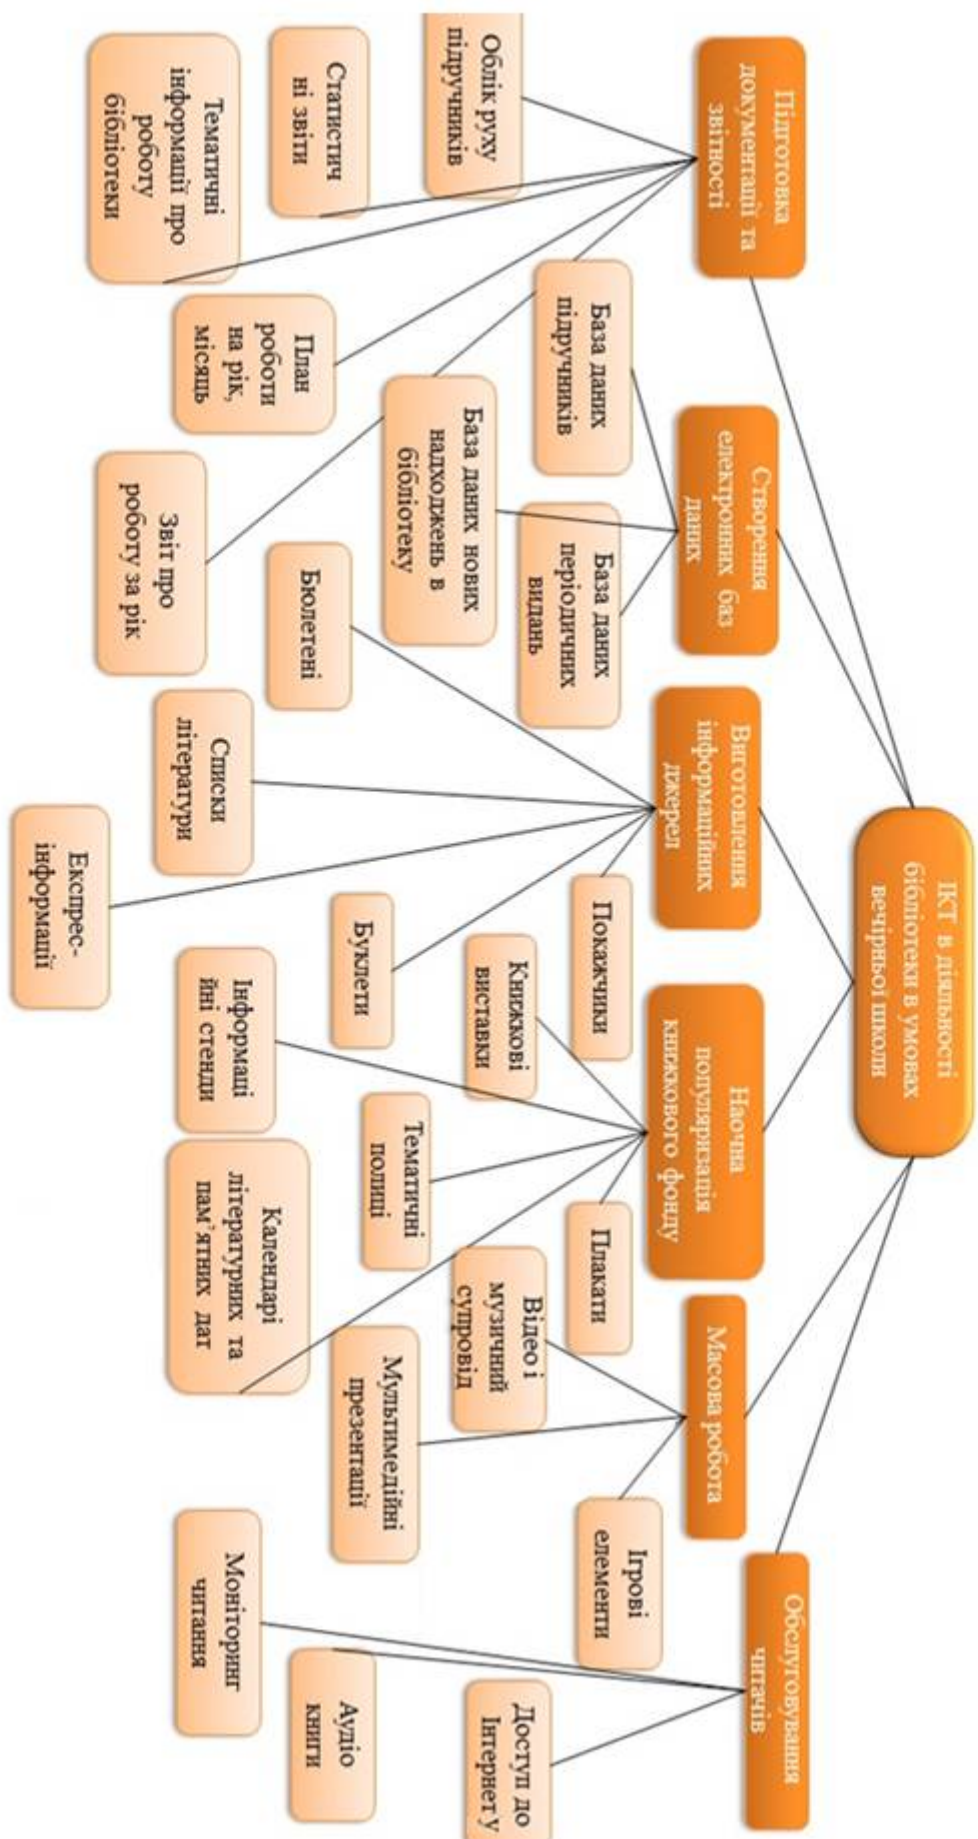 ІКТ в діяльності
бібліотеки в умовах
вечірньої школи
Підготовка
документації та
звітності
Створення
електронних баз
даних
Виготовлення
інформаційних
джерел
Наочна
популяризація
книжкового фонду
Масова робота
Обслуговування
читачів
Облік руху
підручників
Статистич
ні звіти
Тематичні
інформації про
роботу
бібліотеки
План
роботи
на рік,
місяць
Звіт про
роботу за рік
База даних
підручників
База даних нових
надходжень в
бібліотеку
База даних
періодичних
видань
Бюлетені
Списки
літератури
Експрес-
інформації
Буклети
Покажчики
Книжкові
виставки
Інформаці
йні стенди
Тематичні
полиці
Календарі
літературних та
пам’ятних дат
Плакати
Відео і
музичний
супровід
Мультимедійні
презентації
Ігрові
елементи
Моніторинг
читання
Аудіо
книги
Доступ до
Інтернету